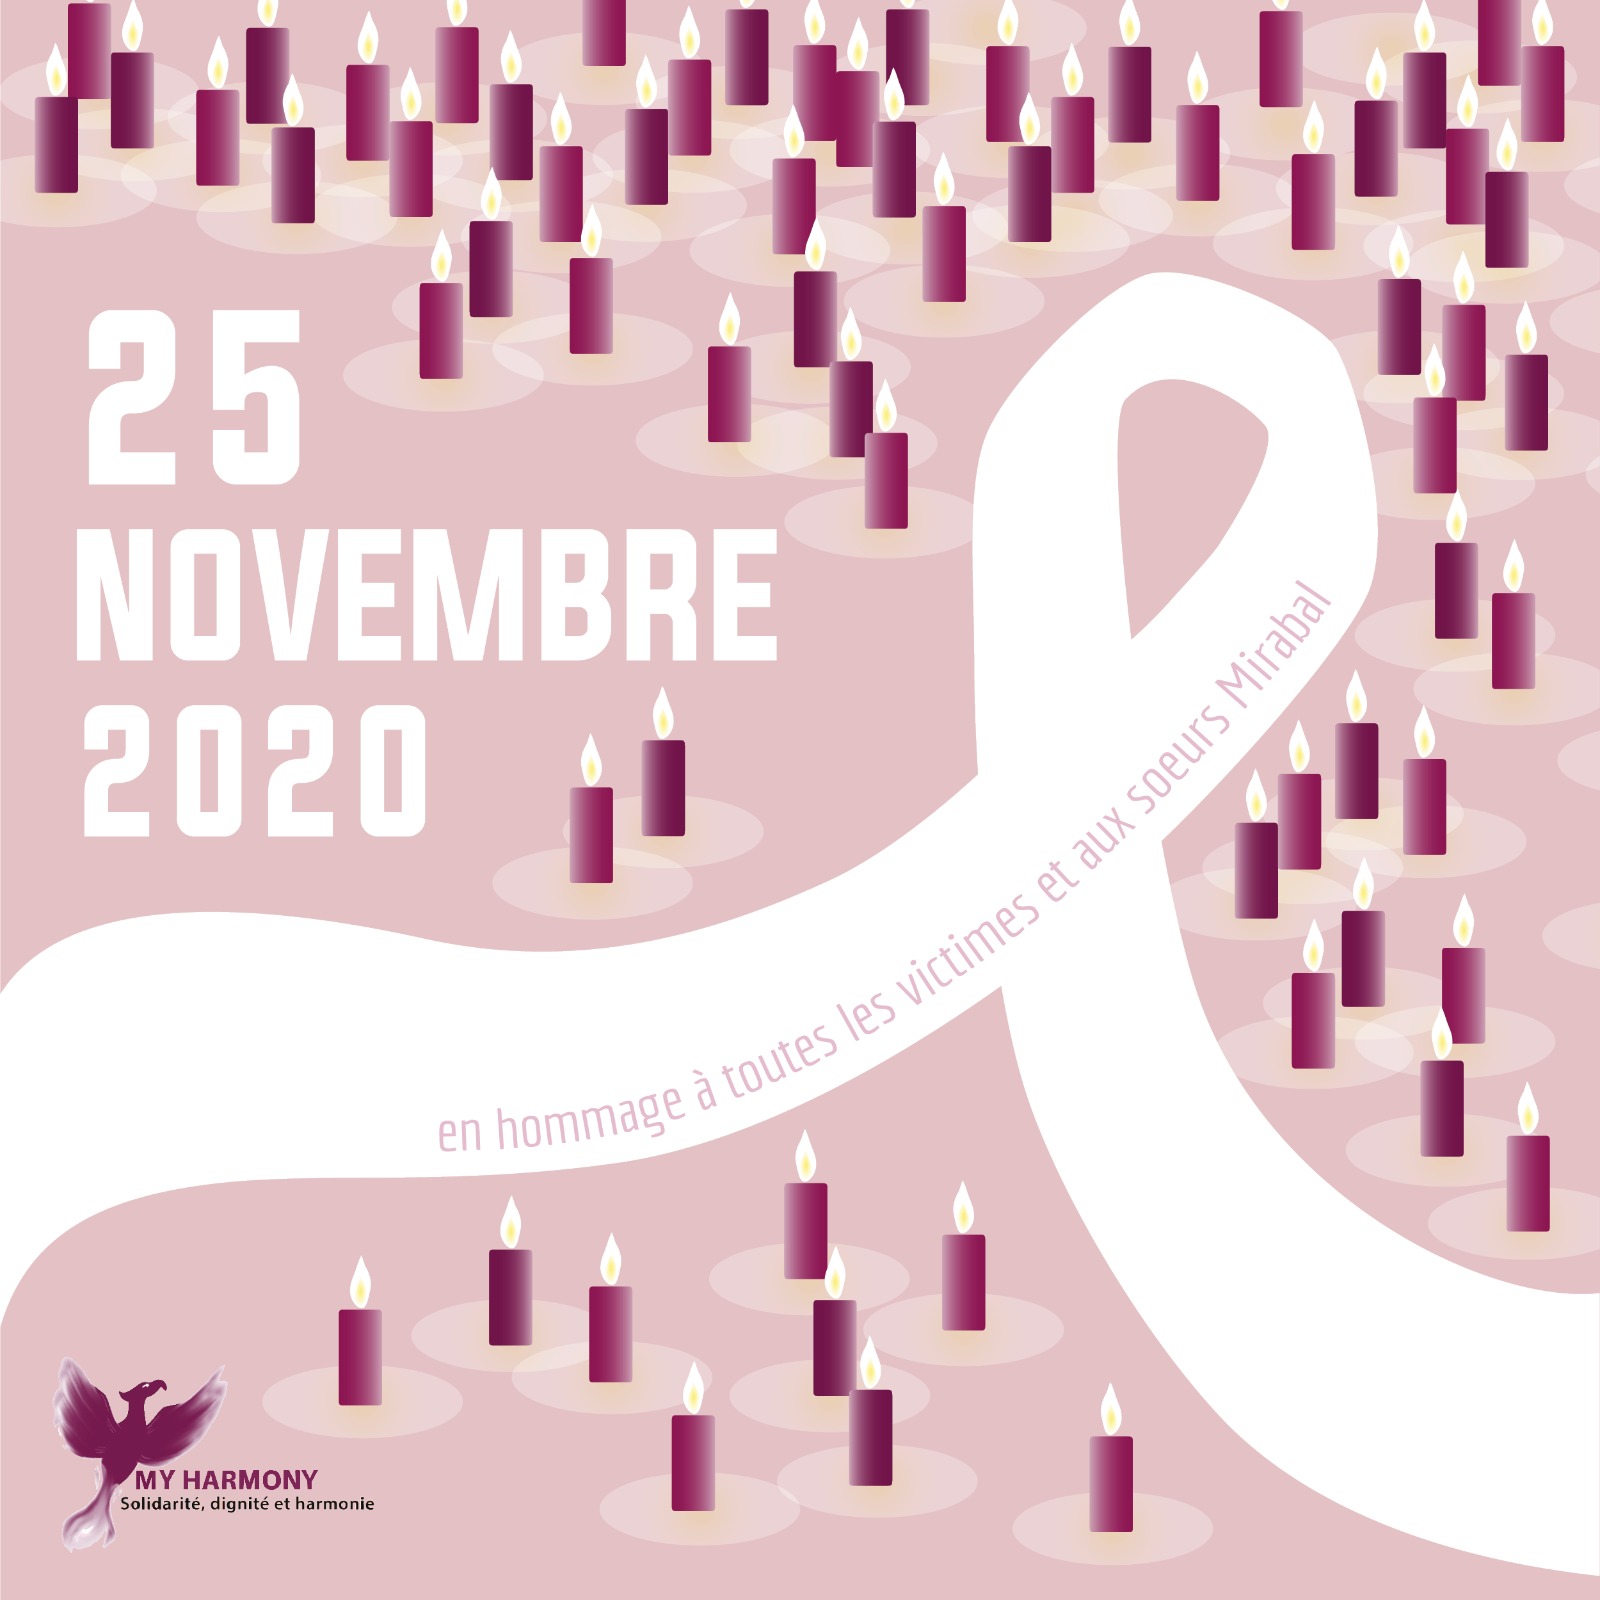 25
NOVEMBRE
2020
en hommage à toutes les victimes et aux soeurs Mirabal
MY HARMONY
Solidarité, dignité et harmonie